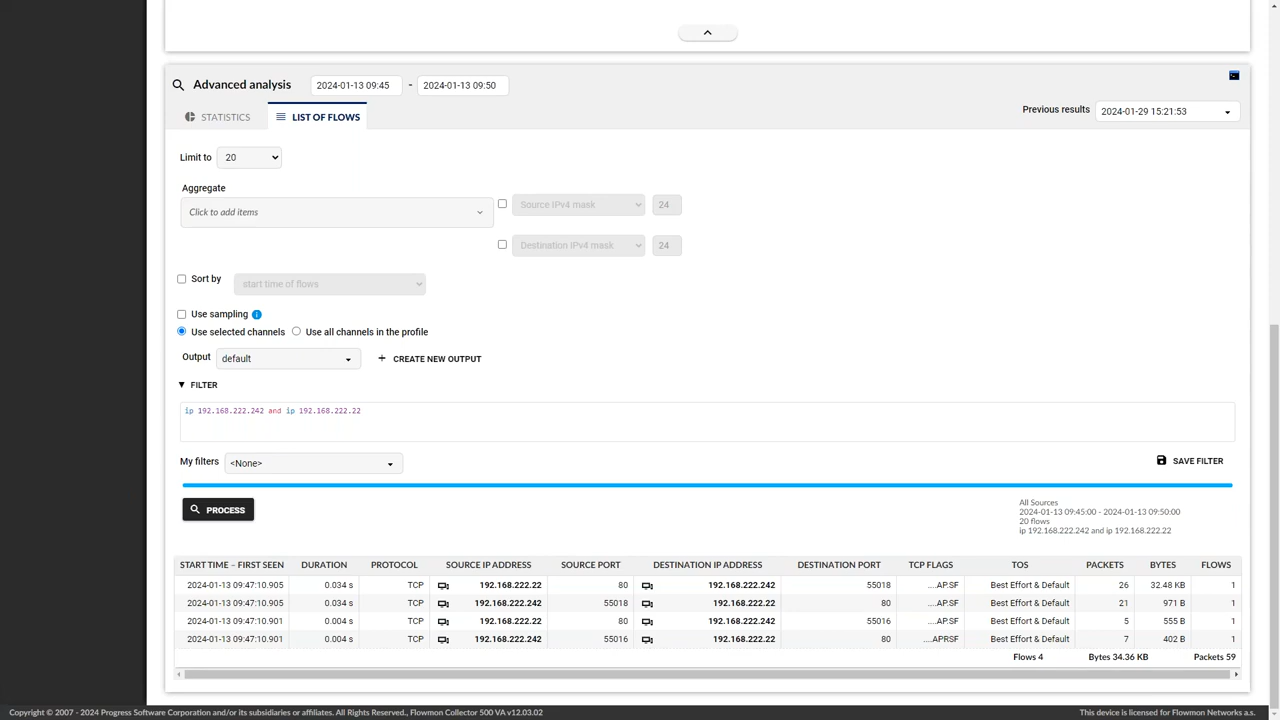 Advanced analysis 2024-01-13 09:45 - 2024-01-13 09:50
STATISTICS LIST OF FLOWS Previous results 2024-01-29 15:21:53
Limit to 20
Aggregate
Click to add items Source IPv4 mask 24
Destination IPv4 mask 24
Sort by start time of flows
Use sampling
Use selected channels Use all channels in the profile
Output default + CREATE NEW OUTPUT
FILTER
ip 192.168.222.242 and ip 192.168.222.22
My filters <None> SAVE FILTER
PROCESS
All Sources
2024-01-13 09:45:00 - 2024-01-13 09:50:00
20 flows
ip 192.168.222.242 and ip 192.168.222.22
START TIME – FIRST SEEN DURATION PROTOCOL SOURCE IP ADDRESS SOURCE PORT DESTINATION IP ADDRESS DESTINATION PORT TCP FLAGS TOS PACKETS BYTES FLOWS
2024-01-13 09:47:10.905 0.034 s TCP 192.168.222.22 80 192.168.222.242 55018 ....AP.SF Best Effort & Default 26 32.48 KB 1
2024-01-13 09:47:10.905 0.034 s TCP 192.168.222.242 55018 192.168.222.22 80 ....AP.SF Best Effort & Default 21 971 B 1
2024-01-13 09:47:10.901 0.004 s TCP 192.168.222.22 80 192.168.222.242 55016 ....AP.SF Best Effort & Default 5 555 B 1
2024-01-13 09:47:10.901 0.004 s TCP 192.168.222.242 55016 192.168.222.22 80 ....APRSF Best Effort & Default 7 402 B 1
Flows 4 Bytes 34.36 KB Packets 59
Copyright © 2007 - 2024 Progress Software Corporation and/or its subsidiaries or affiliates. All Rights Reserved., Flowmon Collector 500 VA v12.03.02 This device is licensed for Flowmon Networks a.s.